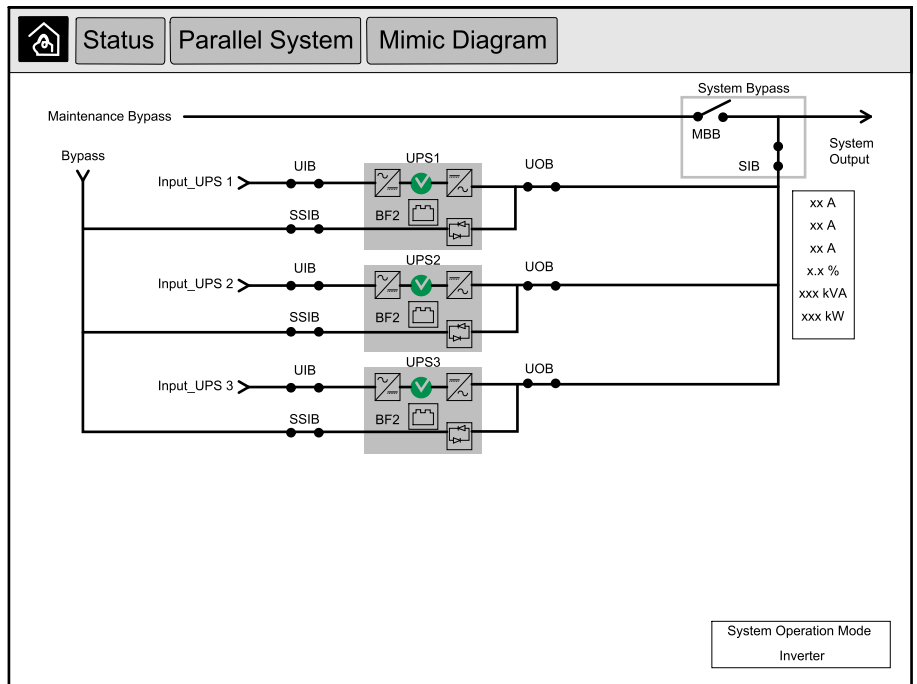 Status
Parallel System
Mimic Diagram
System Bypass
Maintenance Bypass
MBB
System
Output
SIB
Bypass
UIB
UPS1
UOB
Input_UPS 1
SSIB
BF2
xx A
xx A
xx A
x.x %
xxx kVA
xxx kW
UIB
UPS2
UOB
Input_UPS 2
SSIB
BF2
UIB
UPS3
UOB
Input_UPS 3
SSIB
BF2
System Operation Mode
Inverter